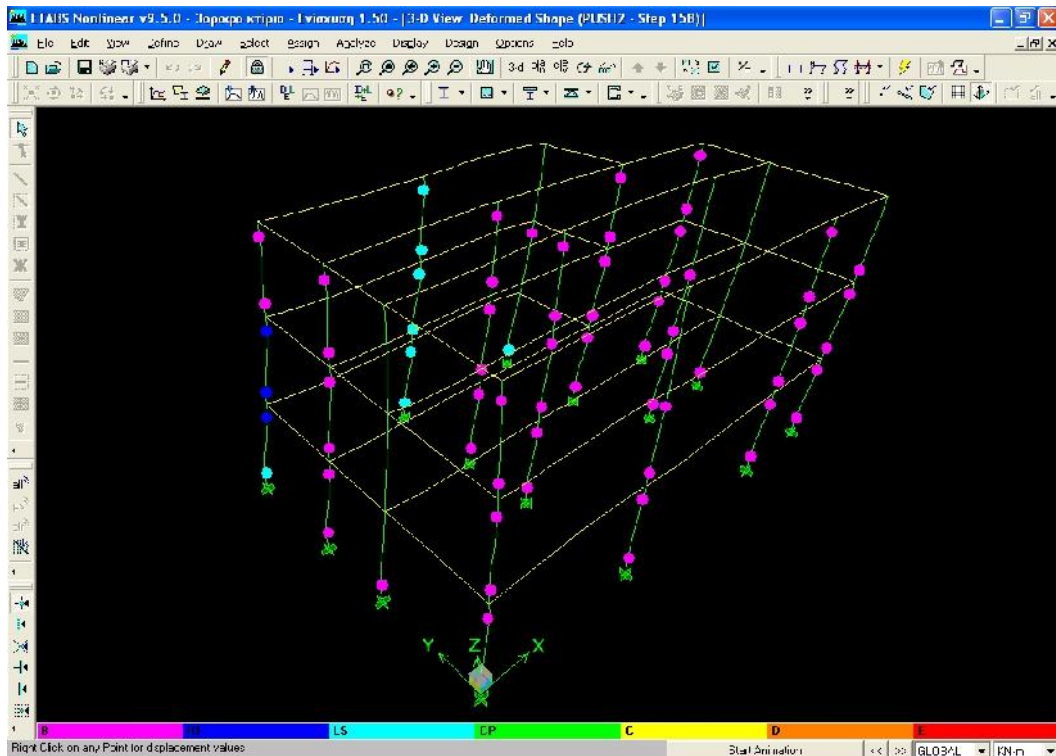 ETABS Nonlinear v9.5.0 - 3οροφο κτίριο - Ενίσχυση 1.50 - [3-D View Deformed Shape (PUSH2 - Step 158)]
File Edit View Define Draw Select Assign Analyze Display Design Options Help
3-d
Y Z X
B IO LS CP C D E
Right Click on any Point for displacement values Start Animation << >> GLOBAL KN-m